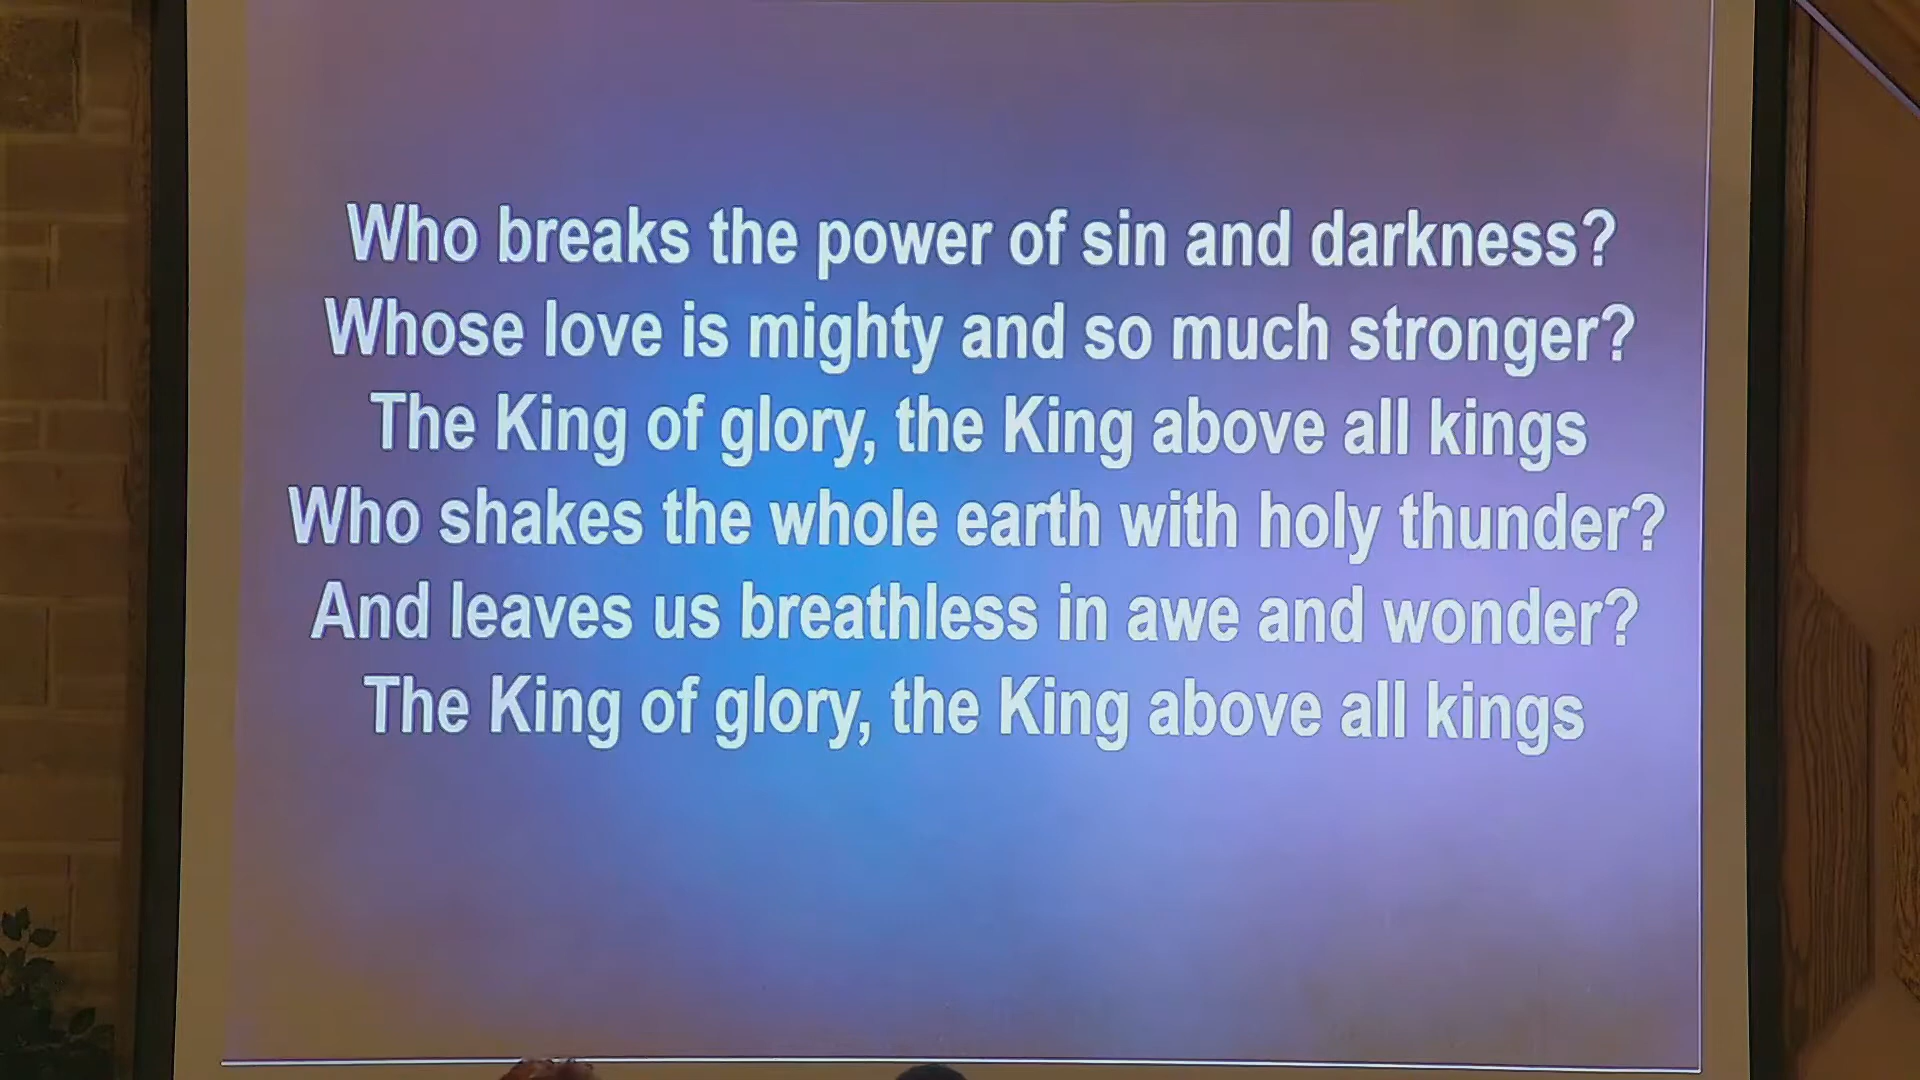 Who breaks the power of sin and darkness?
Whose love is mighty and so much stronger?
The King of glory, the King above all kings
Who shakes the whole earth with holy thunder?
And leaves us breathless in awe and wonder?
The King of glory, the King above all kings